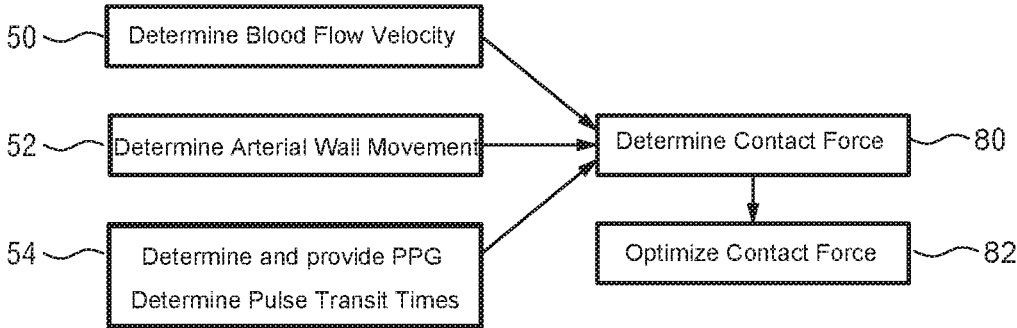 50
Determine Blood Flow Velocity
52
Determine Arterial Wall Movement
Determine Contact Force
80
54
Determine and provide PPG
Determine Pulse Transit Times
Optimize Contact Force
82